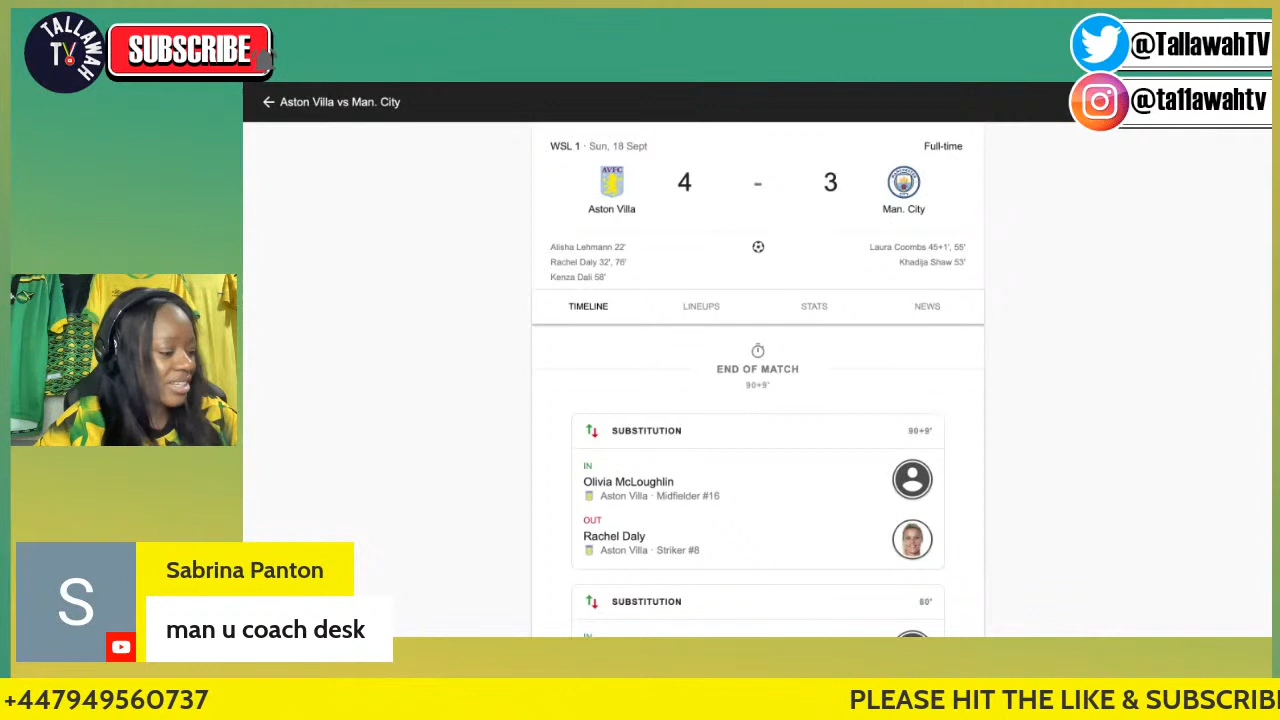 TALLAWAH
TV
SUBSCRIBE
@TallawahTV
@ta11awahtv
Aston Villa vs Man. City
WSL 1 · Sun, 18 Sept
Full-time
AVFC
4 - 3
Aston Villa
Man. City
Alisha Lehmann 22'
Rachel Daly 32', 76'
Kenza Dali 58'
Laura Coombs 45+1', 55'
Khadija Shaw 53'
TIMELINE
LINEUPS
STATS
NEWS
END OF MATCH
90+9'
SUBSTITUTION
90+9'
IN
Olivia McLoughlin
Aston Villa · Midfielder #16
OUT
Rachel Daly
Aston Villa · Striker #8
SUBSTITUTION
IN
S
Sabrina Panton
man u coach desk
+447949560737
PLEASE HIT THE LIKE & SUBSCRIB